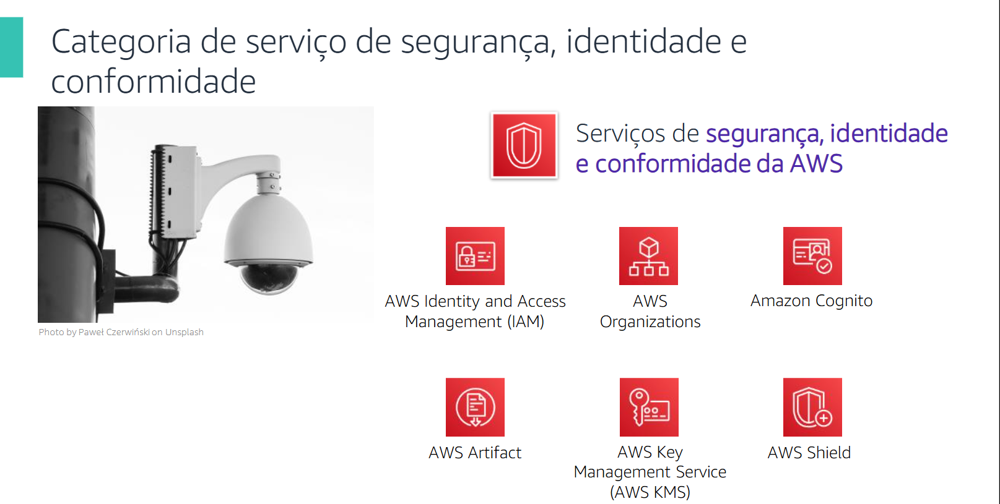 Categoria de serviço de segurança, identidade e
conformidade
Photo by Paweł Czerwiński on Unsplash
Serviços de segurança, identidade
e conformidade da AWS
AWS Identity and Access
Management (IAM)
AWS
Organizations
Amazon Cognito
AWS Artifact
AWS Key
Management Service
(AWS KMS)
AWS Shield